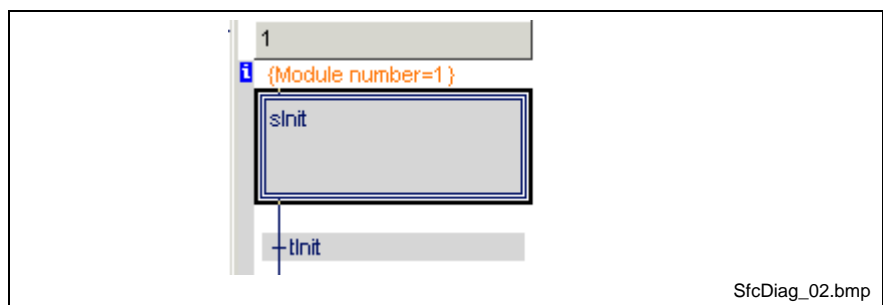 1
i {Module number=1}
sInit
tInit
SfcDiag_02.bmp